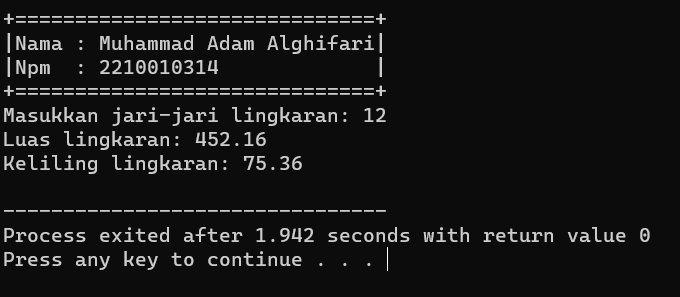 +==============================+
|Nama : Muhammad Adam Alghifari|
|Npm  : 2210010314             |
+==============================+
Masukkan jari-jari lingkaran: 12
Luas lingkaran: 452.16
Keliling lingkaran: 75.36
--------------------------------
Process exited after 1.942 seconds with return value 0
Press any key to continue . . .